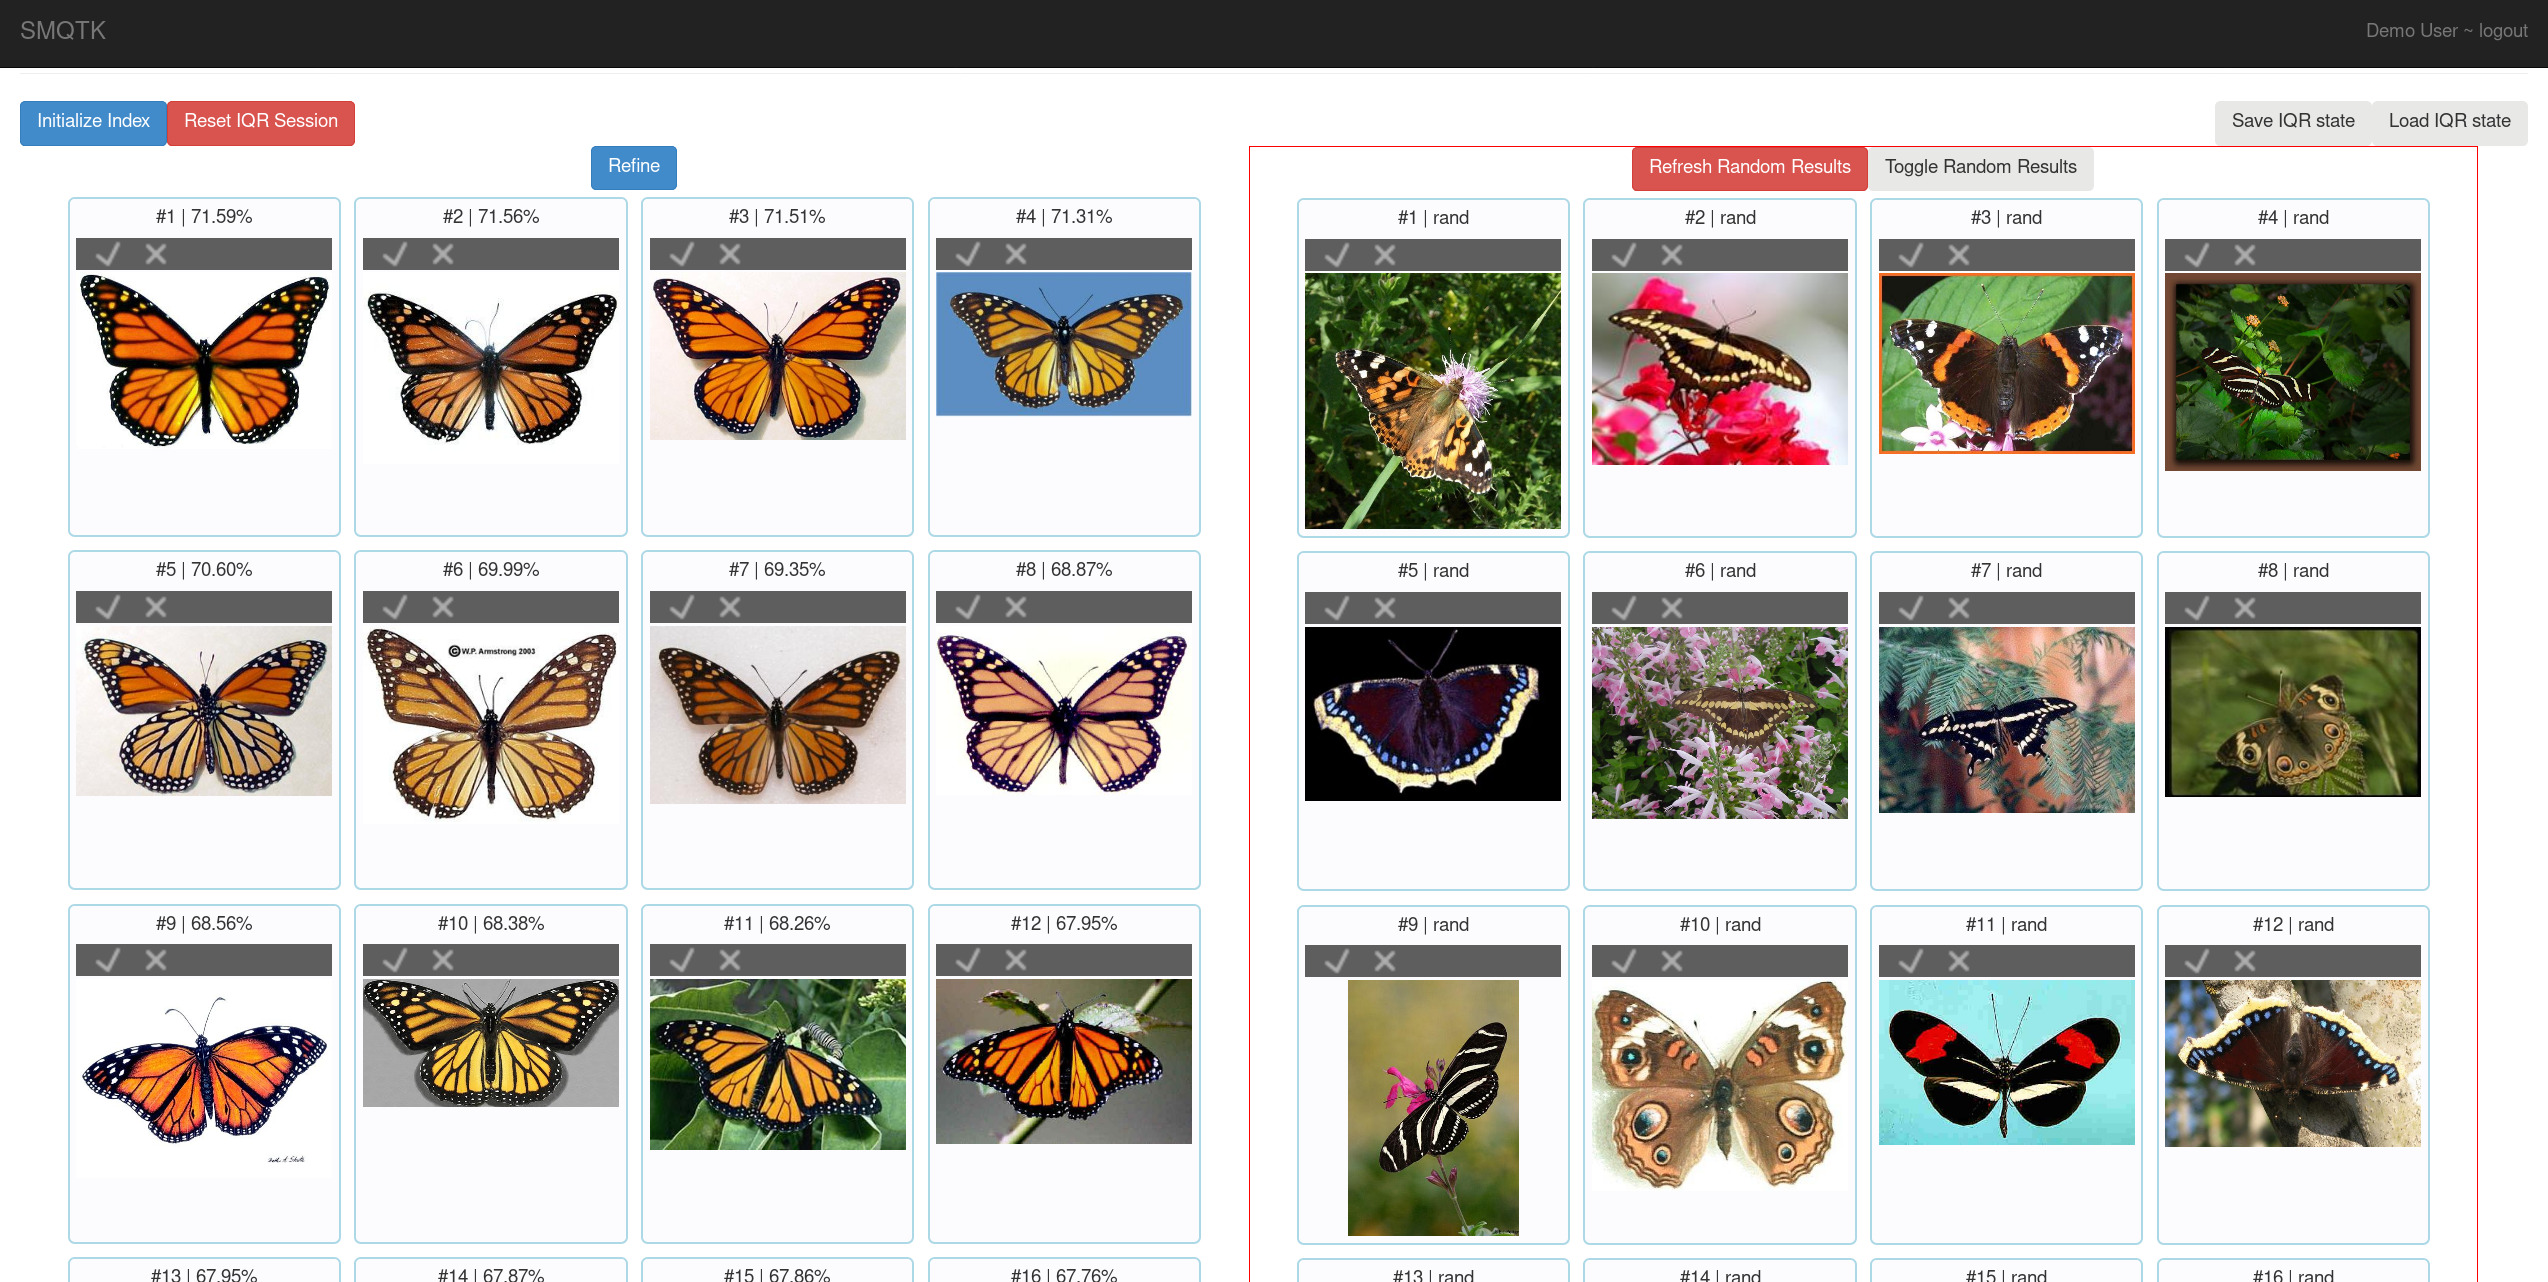 SMQTK
Demo User ~ logout
Initialize Index
Reset IQR Session
Save IQR state
Load IQR state
Refine
Refresh Random Results
Toggle Random Results
#1 | 71.59%
#2 | 71.56%
#3 | 71.51%
#4 | 71.31%
#5 | 70.60%
#6 | 69.99%
©W.P. Armstrong 2003
#7 | 69.35%
#8 | 68.87%
#9 | 68.56%
#10 | 68.38%
#11 | 68.26%
#12 | 67.95%
#13 | 67.95%
#14 | 67.87%
#15 | 67.86%
#16 | 67.76%
#1 | rand
#2 | rand
#3 | rand
#4 | rand
#5 | rand
#6 | rand
#7 | rand
#8 | rand
#9 | rand
#10 | rand
#11 | rand
#12 | rand
#13 | rand
#14 | rand
#15 | rand
#16 | rand